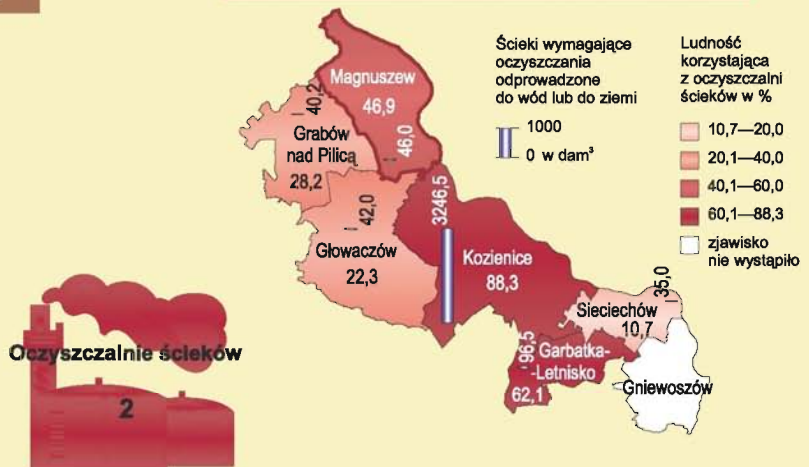 Ścieki wymagające
oczyszczania
odprowadzone
do wód lub do ziemi
1000
0 w dam³
Ludność
korzystająca
z oczyszczalni
ścieków w %
10,7—20,0
20,1—40,0
40,1—60,0
60,1—88,3
zjawisko
nie wystąpiło
Magnuszew
46,9
46,0
40,2
Grabów
nad Pilicą
28,2
42,0
Głowaczów
22,3
3246,5
Kozienice
88,3
35,0
Sieciechów
10,7
96,5
Garbatka-
-Letnisko
62,1
Gniewoszów
Oczyszczalnie ścieków
2